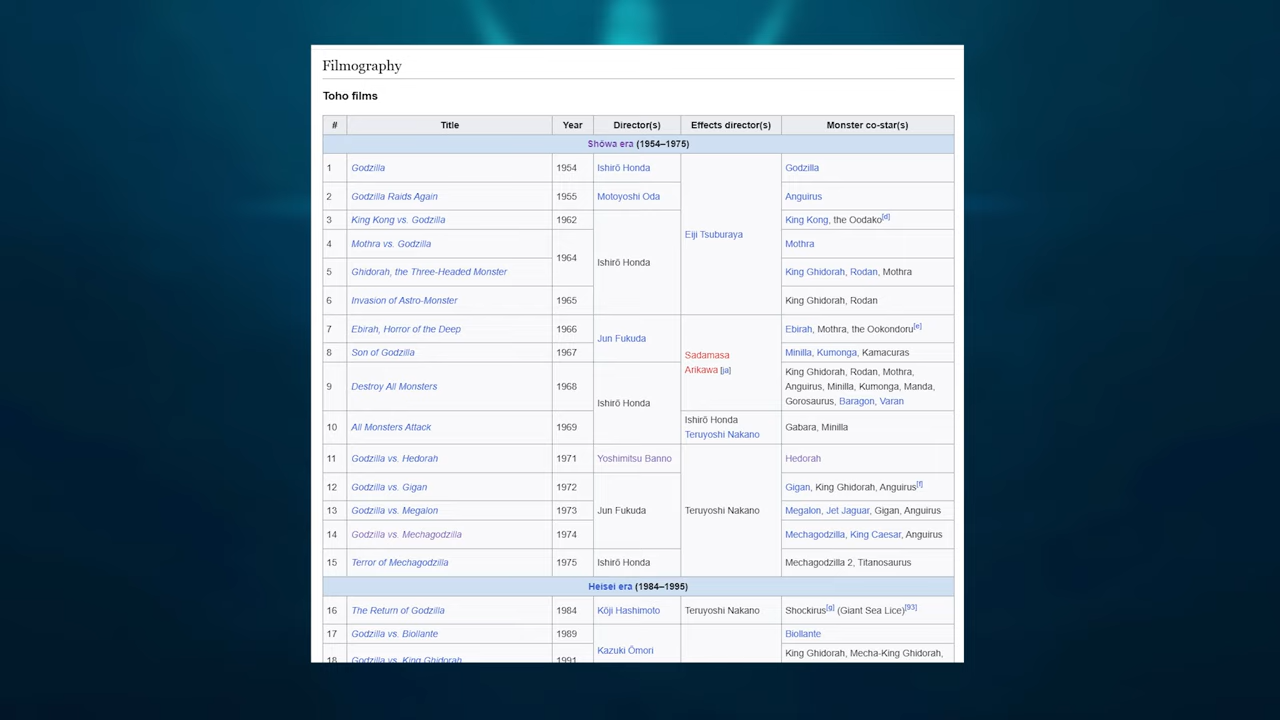 Filmography
Toho films
# Title Year Director(s) Effects director(s) Monster co-star(s)
Shōwa era (1954–1975)
1 Godzilla 1954 Ishirō Honda Eiji Tsuburaya Godzilla
2 Godzilla Raids Again 1955 Motoyoshi Oda Anguirus
3 King Kong vs. Godzilla 1962 Ishirō Honda King Kong, the Oodako[d]
4 Mothra vs. Godzilla 1964 Mothra
5 Ghidorah, the Three-Headed Monster King Ghidorah, Rodan, Mothra
6 Invasion of Astro-Monster 1965 King Ghidorah, Rodan
7 Ebirah, Horror of the Deep 1966 Jun Fukuda Sadamasa Arikawa [ja] Ebirah, Mothra, the Ookondoru[e]
8 Son of Godzilla 1967 Minilla, Kumonga, Kamacuras
9 Destroy All Monsters 1968 Ishirō Honda King Ghidorah, Rodan, Mothra,
Anguirus, Minilla, Kumonga, Manda,
Gorosaurus, Baragon, Varan
10 All Monsters Attack 1969 Ishirō Honda
Teruyoshi Nakano Gabara, Minilla
11 Godzilla vs. Hedorah 1971 Yoshimitsu Banno Teruyoshi Nakano Hedorah
12 Godzilla vs. Gigan 1972 Jun Fukuda Gigan, King Ghidorah, Anguirus[f]
13 Godzilla vs. Megalon 1973 Megalon, Jet Jaguar, Gigan, Anguirus
14 Godzilla vs. Mechagodzilla 1974 Mechagodzilla, King Caesar, Anguirus
15 Terror of Mechagodzilla 1975 Ishirō Honda Mechagodzilla 2, Titanosaurus
Heisei era (1984–1995)
16 The Return of Godzilla 1984 Kōji Hashimoto Teruyoshi Nakano Shockirus[g] (Giant Sea Lice)[93]
17 Godzilla vs. Biollante 1989 Kazuki Ōmori Biollante
18 Godzilla vs. King Ghidorah 1991 King Ghidorah, Mecha-King Ghidorah,